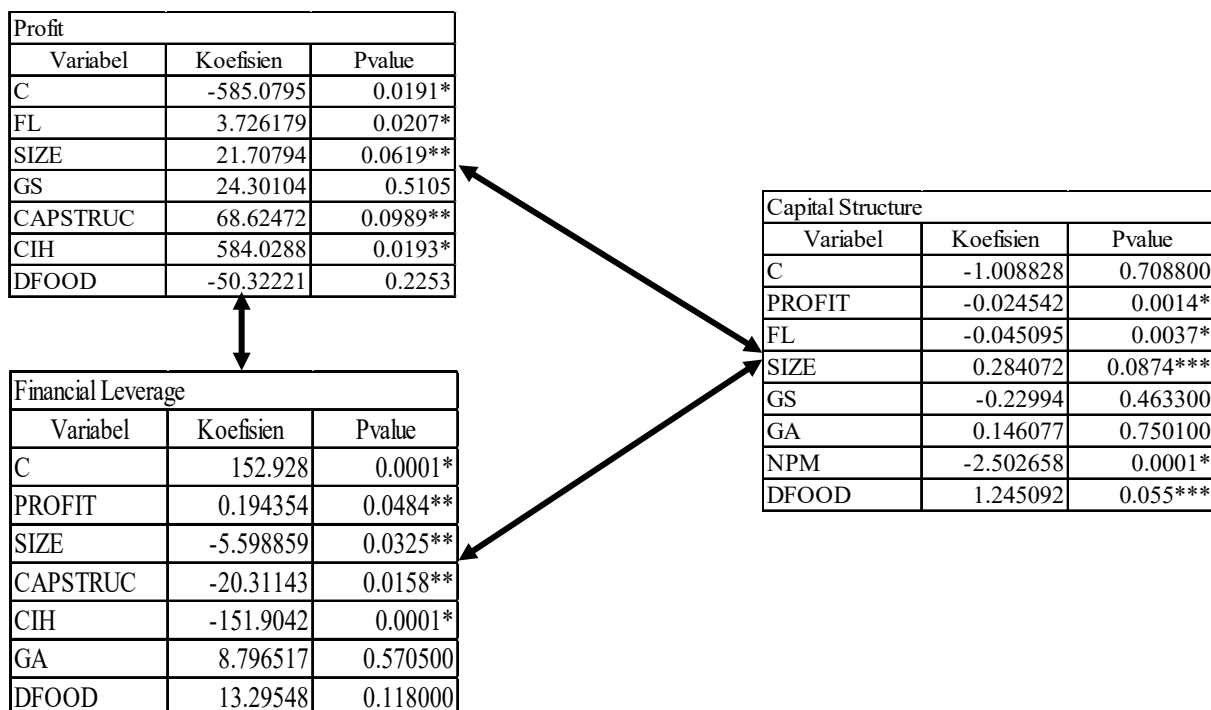 Profit
Variabel Koefisien Pvalue
C -585.0795 0.0191*
FL 3.726179 0.0207*
SIZE 21.70794 0.0619**
GS 24.30104 0.5105
CAPSTRUC 68.62472 0.0989**
CIH 584.0288 0.0193*
DFOOD -50.32221 0.2253
Financial Leverage
Variabel Koefisien Pvalue
C 152.928 0.0001*
PROFIT 0.194354 0.0484**
SIZE -5.598859 0.0325**
CAPSTRUC -20.31143 0.0158**
CIH -151.9042 0.0001*
GA 8.796517 0.570500
DFOOD 13.29548 0.118000
Capital Structure
Variabel Koefisien Pvalue
C -1.008828 0.708800
PROFIT -0.024542 0.0014*
FL -0.045095 0.0037*
SIZE 0.284072 0.0874***
GS -0.22994 0.463300
GA 0.146077 0.750100
NPM -2.502658 0.0001*
DFOOD 1.245092 0.055***